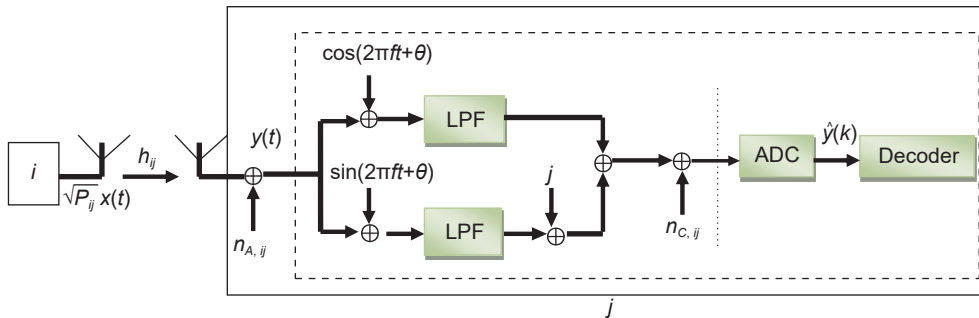 cos(2πft+θ)
LPF
y(t)
ŷ(k)
i
h_ij
ADC
Decoder
√P_ij x(t)
sin(2πft+θ)
j
LPF
n_A, ij
n_C, ij
j